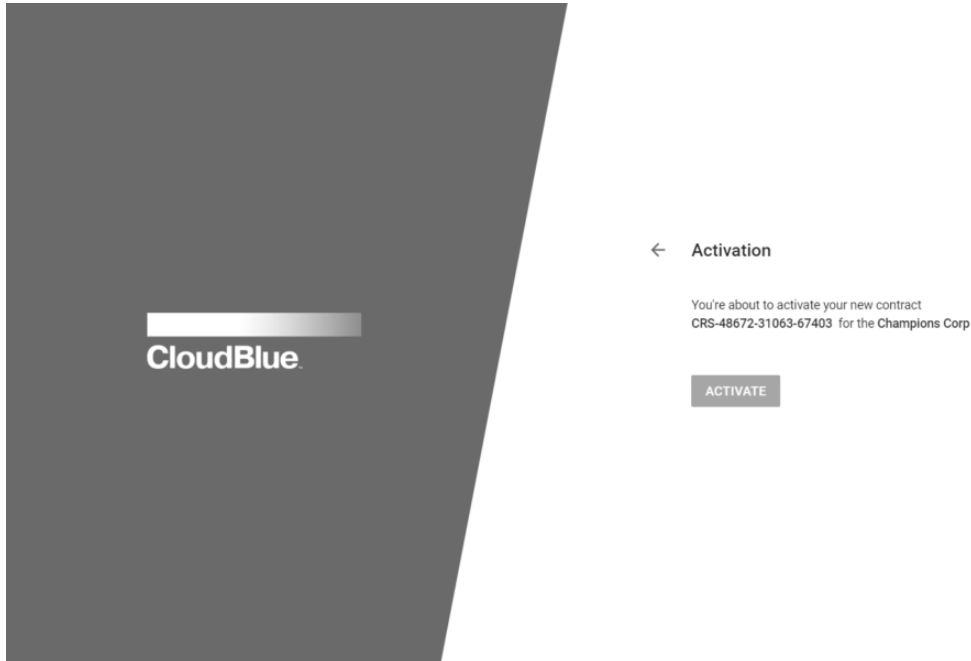 CloudBlue
Activation
You're about to activate your new contract
CRS-48672-31063-67403 for the Champions Corp
ACTIVATE